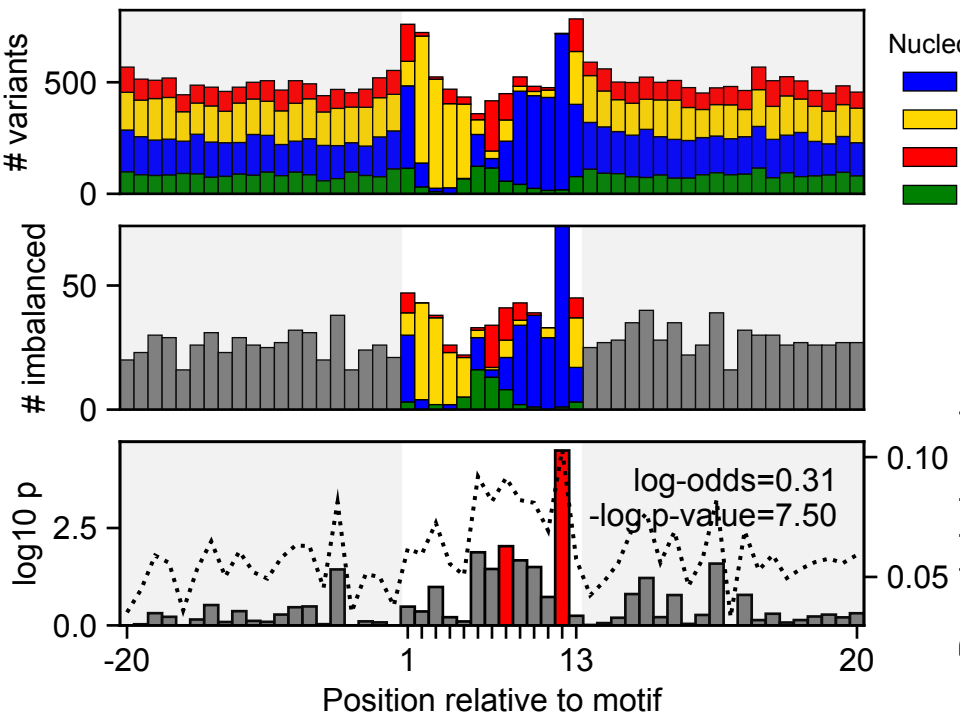 # variants
500
0
Nuclec
# imbalanced
50
0
log10 p
2.5
0.0
log-odds=0.31
-log p-value=7.50
0.10
0.05
-20
1
13
20
Position relative to motif